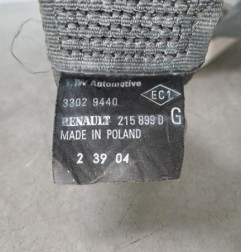 TRW Automotive
3302 9440
EC1
RENAULT 215 899 D G
MADE IN POLAND
2 39 04